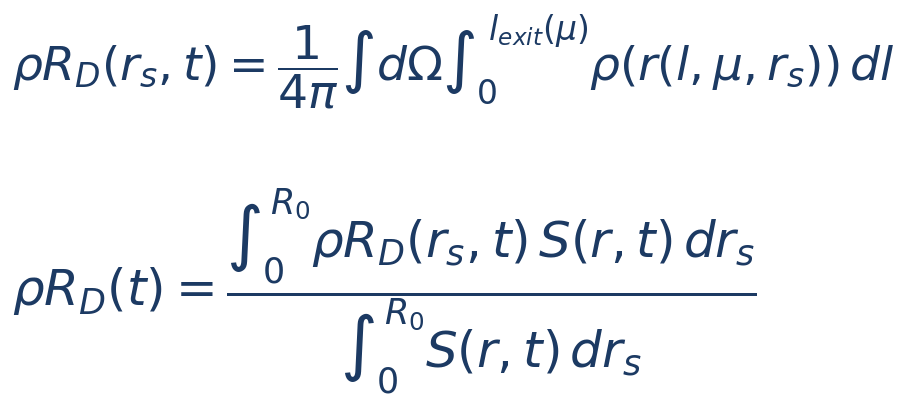 ρR_D(r_s, t) = \frac{1}{4π} ∫ dΩ ∫_0^{l_{exit}(μ)} ρ(r(l, μ, r_s)) dl
ρR_D(t) = \frac{∫_0^{R_0} ρR_D(r_s, t) S(r, t) dr_s}{∫_0^{R_0} S(r, t) dr_s}